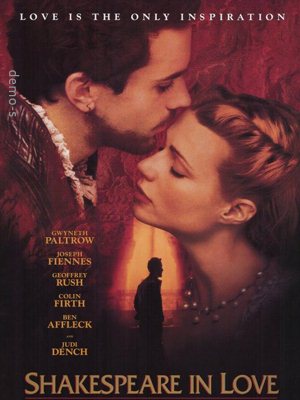 LOVE IS THE ONLY INSPIRATION
demo-s
GWYNETH
PALTROW
JOSEPH
FIENNES
GEOFFREY
RUSH
COLIN
FIRTH
BEN
AFFLECK
AND
JUDI
DENCH
SHAKESPEARE IN LOVE